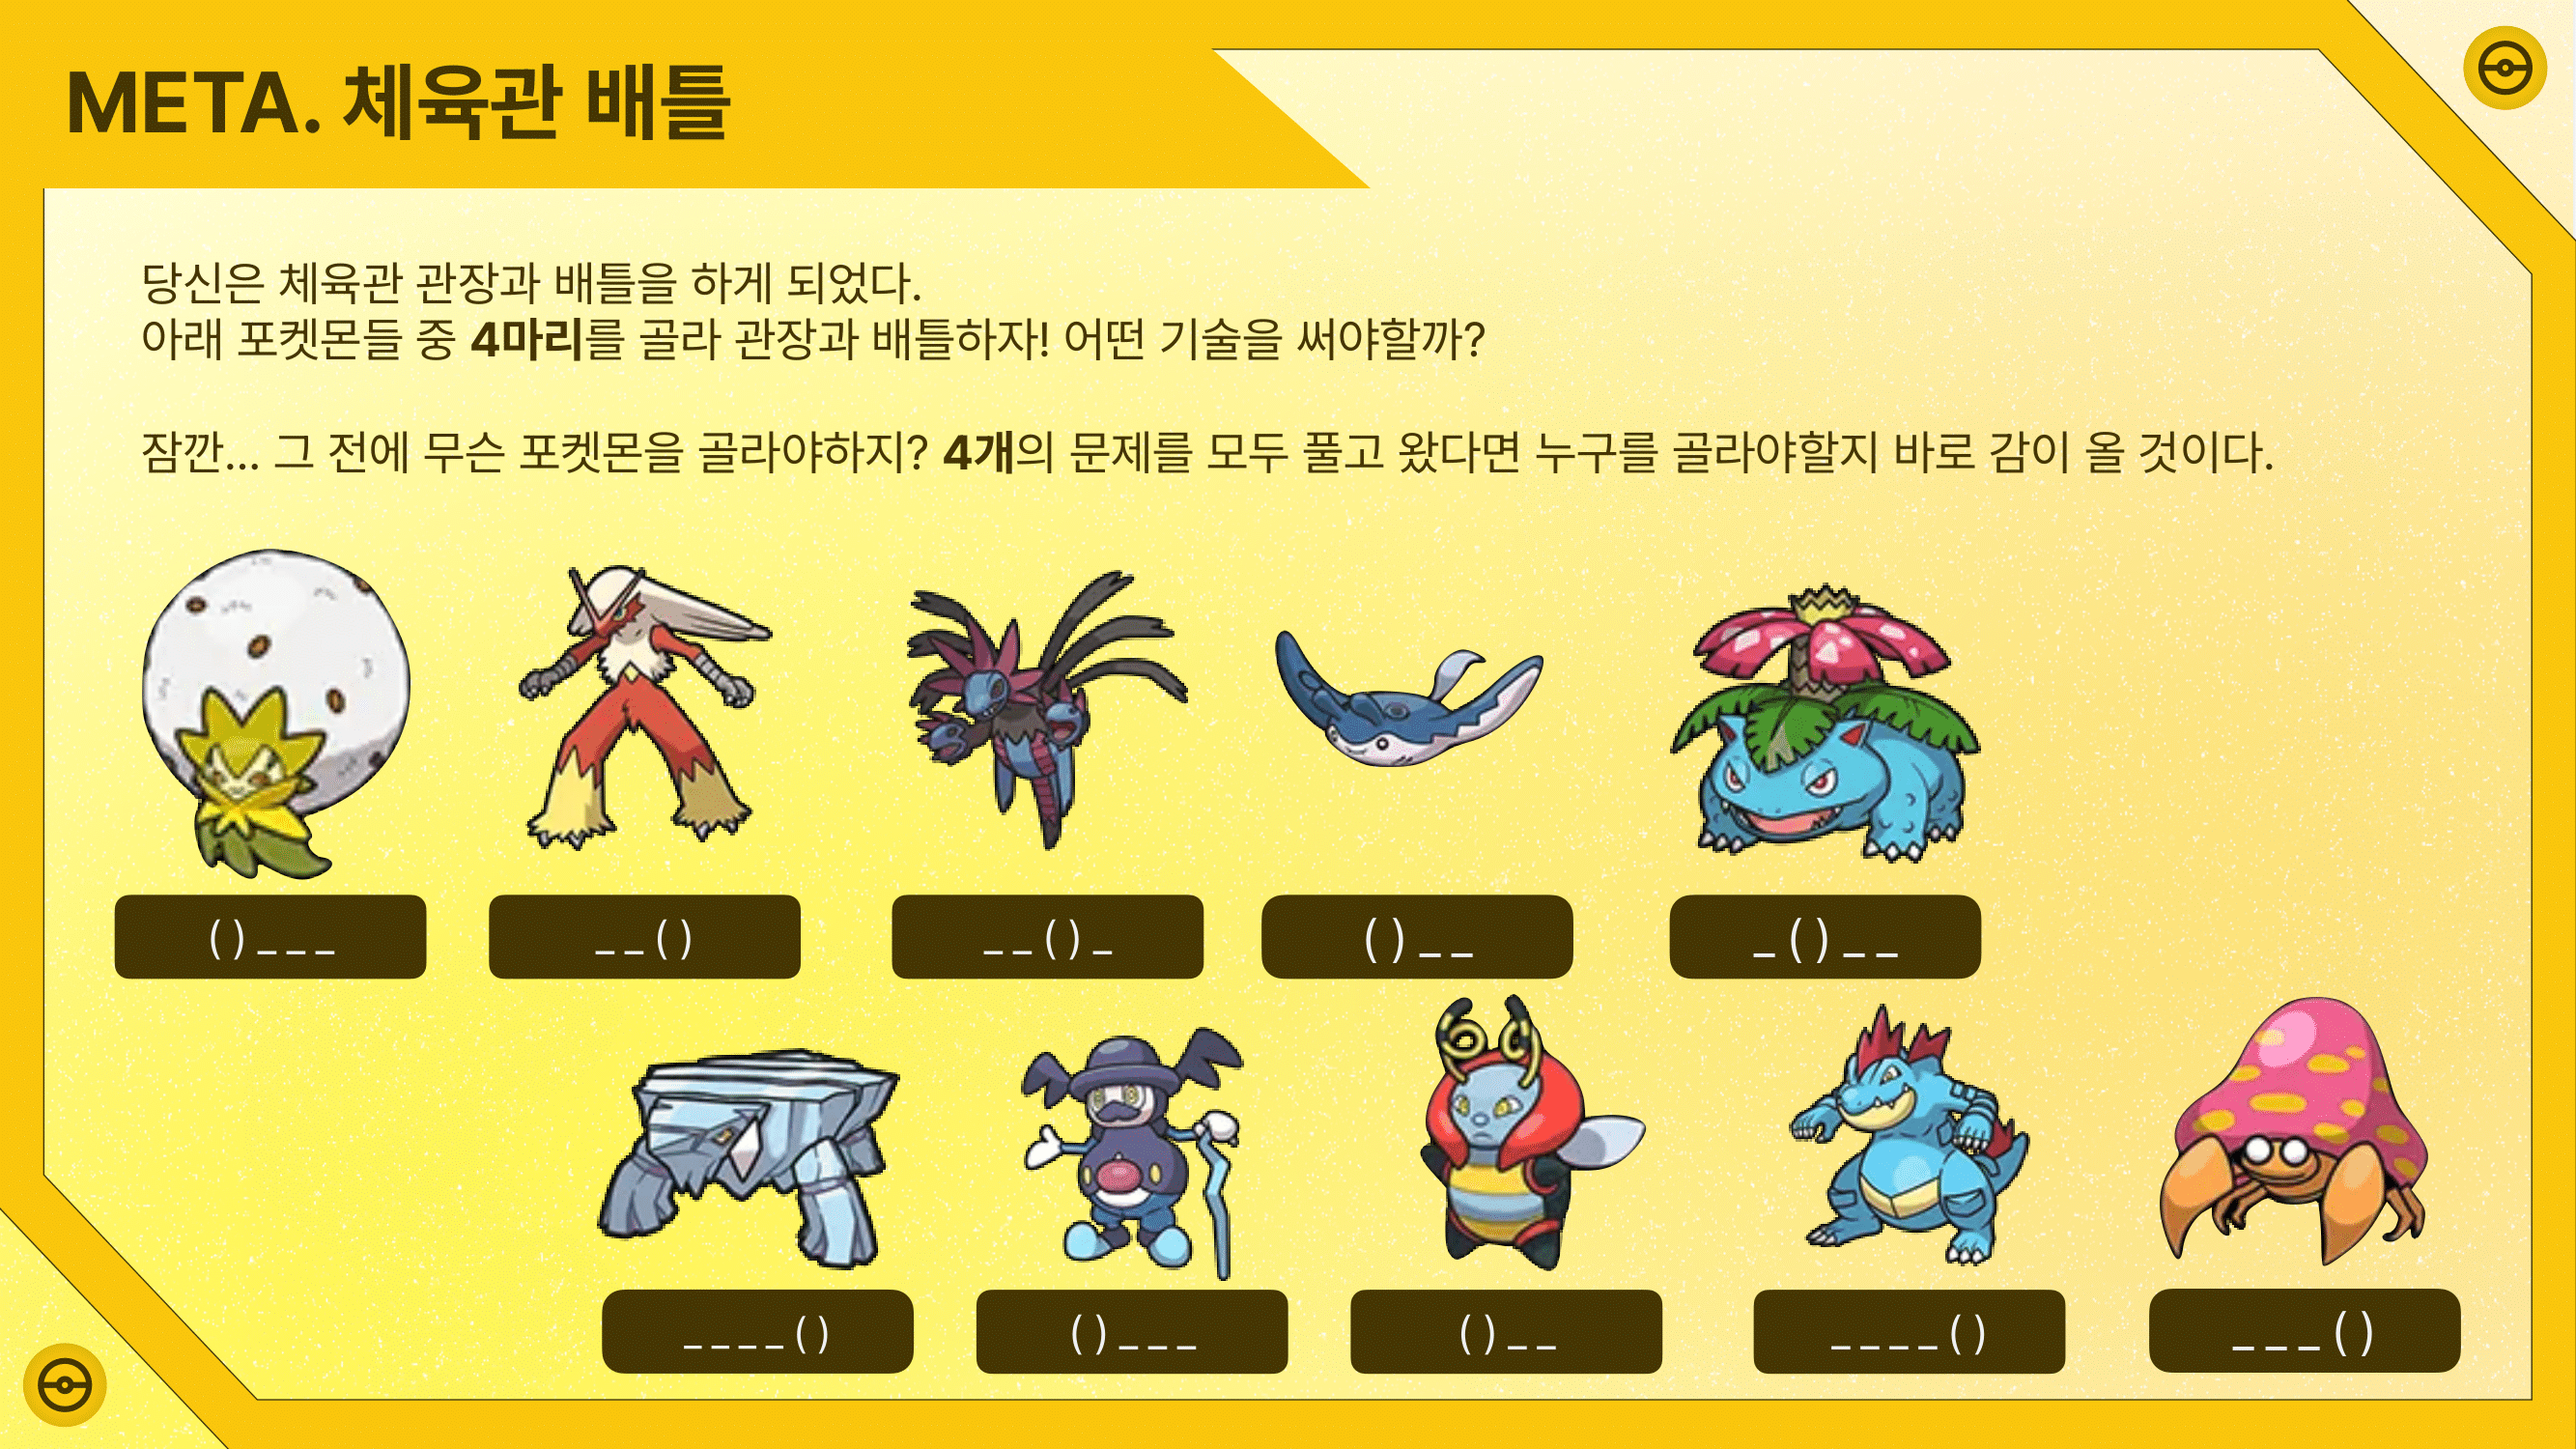 META. 체육관 배틀
당신은 체육관 관장과 배틀을 하게 되었다.
아래 포켓몬들 중 4마리를 골라 관장과 배틀하자! 어떤 기술을 써야할까?
잠깐... 그 전에 무슨 포켓몬을 골라야하지? 4개의 문제를 모두 풀고 왔다면 누구를 골라야할지 바로 감이 올 것이다.
( ) _ _ _
_ _ ( )
_ _ ( ) _
( ) _ _
_ ( ) _ _
_ _ _ _ ( )
( ) _ _ _
( ) _ _
_ _ _ _ ( )
_ _ _ ( )